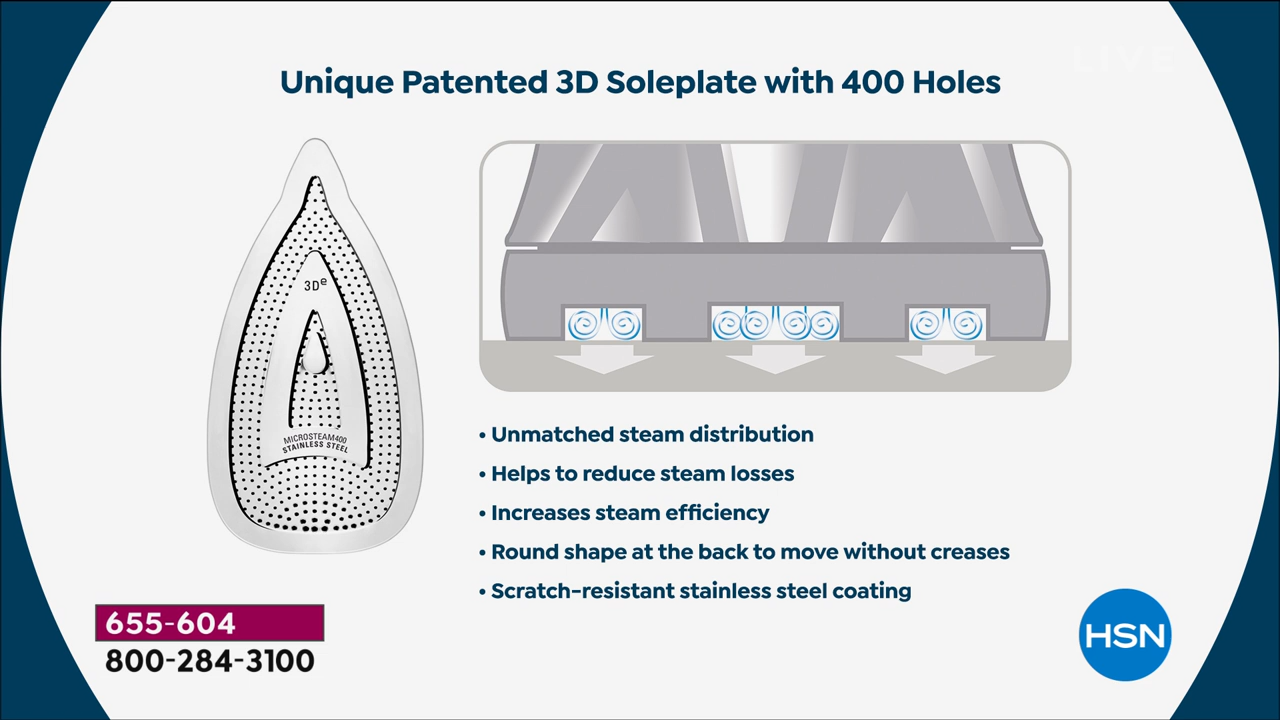 LIVE
Unique Patented 3D Soleplate with 400 Holes
3De
MICROSTEAM400
STAINLESS STEEL
• Unmatched steam distribution
• Helps to reduce steam losses
• Increases steam efficiency
• Round shape at the back to move without creases
• Scratch-resistant stainless steel coating
655-604
800-284-3100
HSN